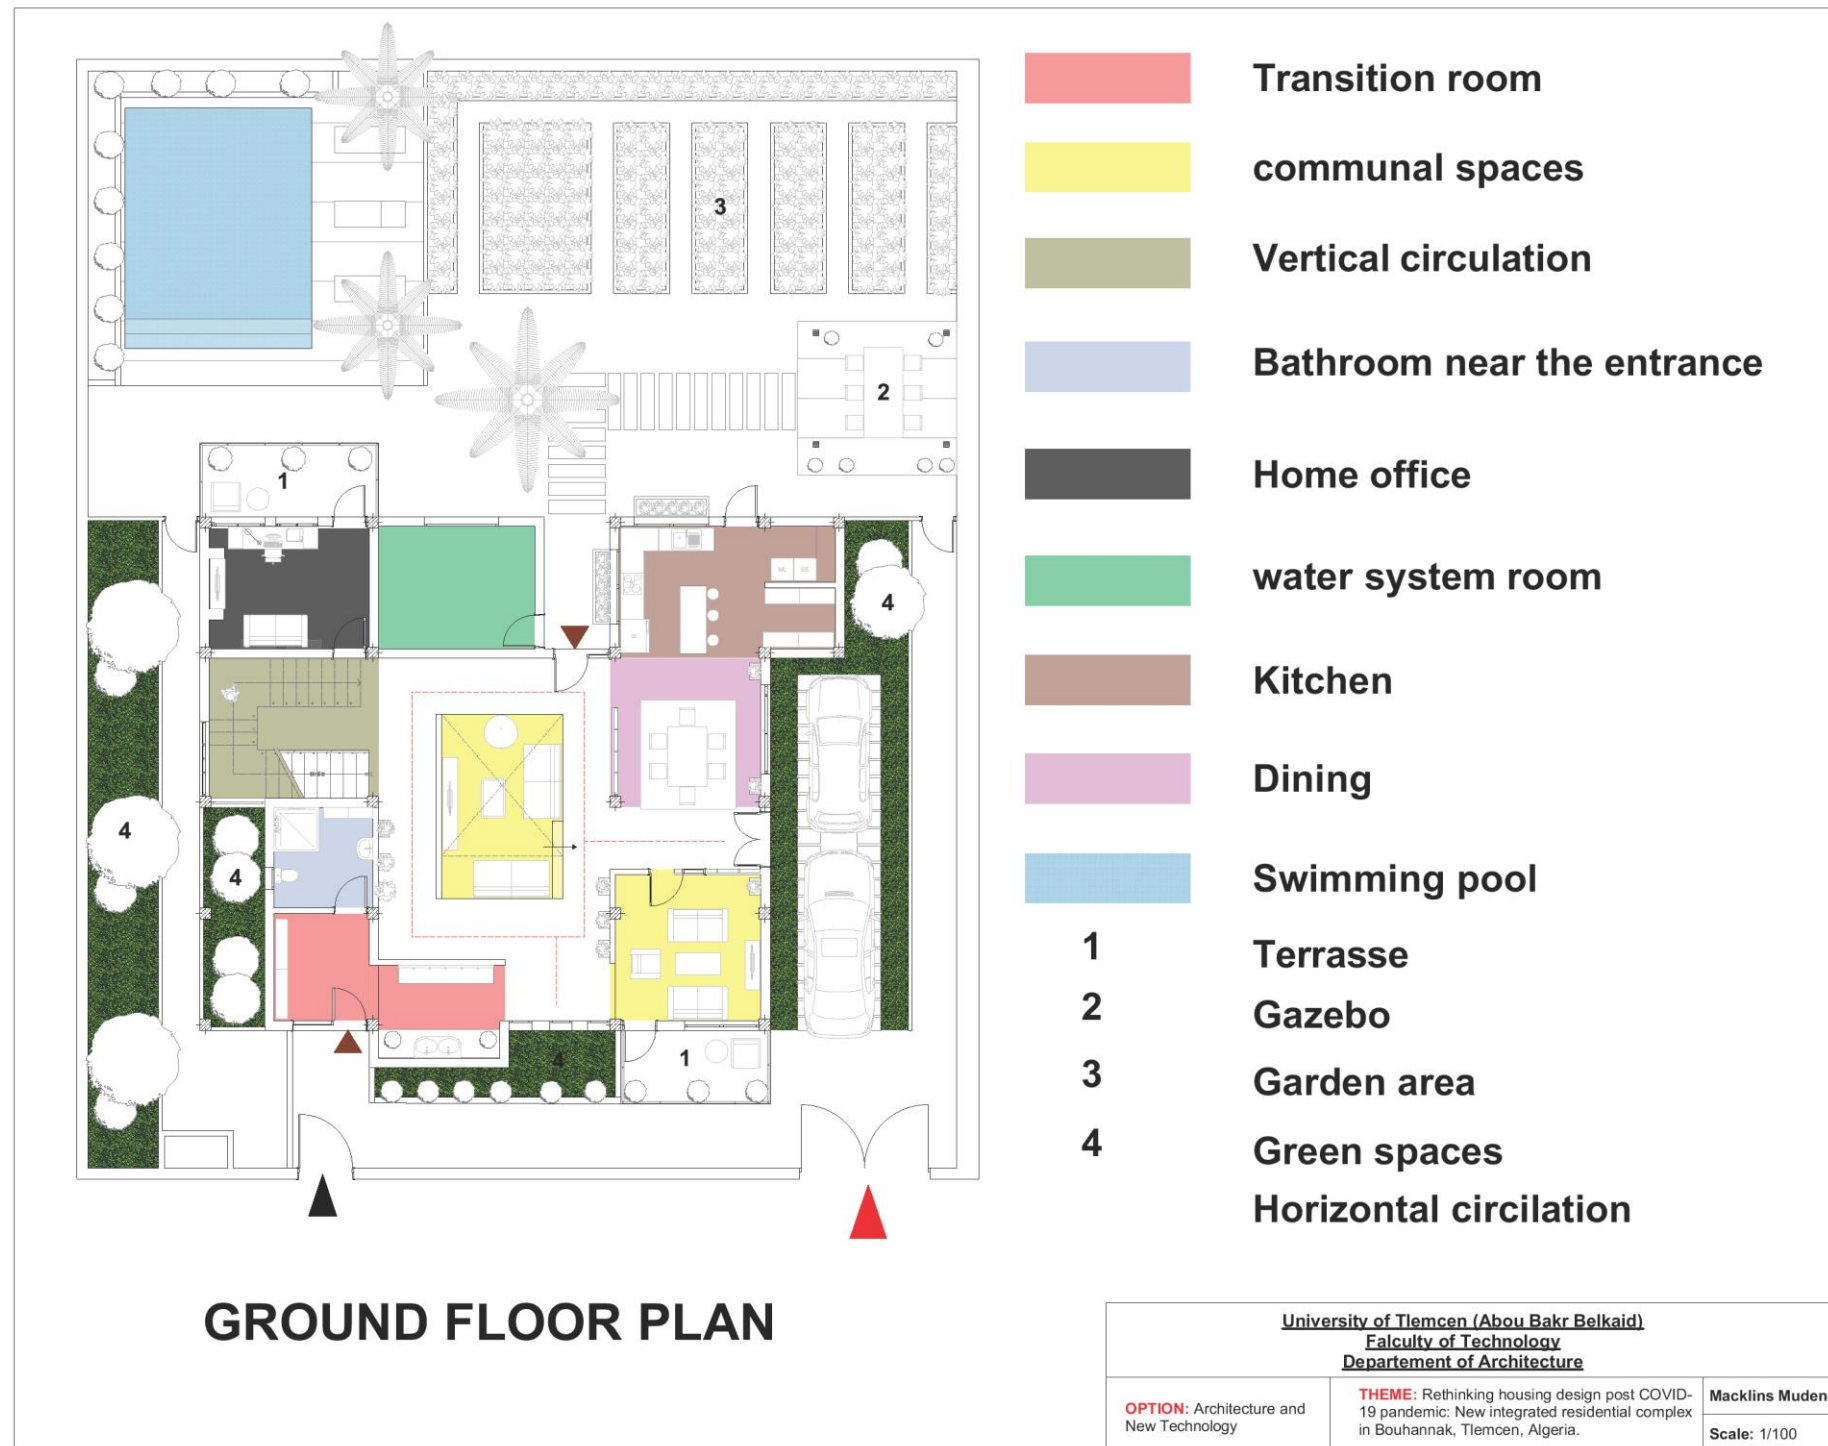 3
2
1
4
4
4
4
1
GROUND FLOOR PLAN
Transition room
communal spaces
Vertical circulation
Bathroom near the entrance
Home office
water system room
Kitchen
Dining
Swimming pool
1 Terrasse
2 Gazebo
3 Garden area
4 Green spaces
Horizontal circilation
University of Tlemcen (Abou Bakr Belkaid)
Falculty of Technology
Departement of Architecture
OPTION: Architecture and
New Technology
THEME: Rethinking housing design post COVID-
19 pandemic: New integrated residential complex
in Bouhannak, Tlemcen, Algeria.
Macklins Muden
Scale: 1/100